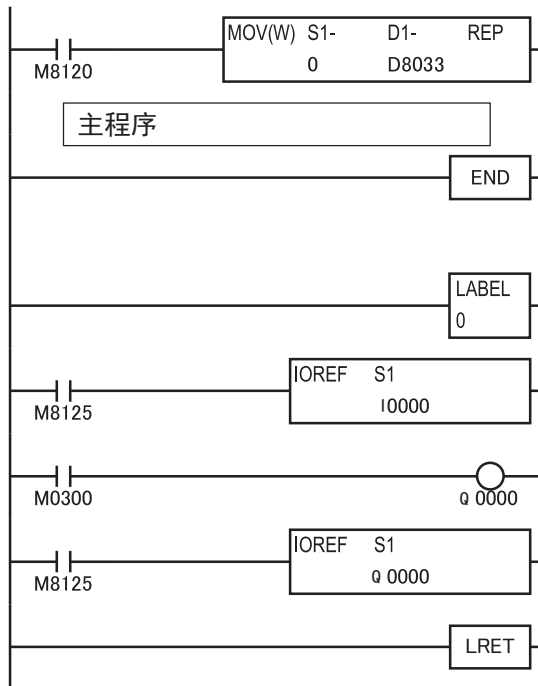 MOV(W) S1- D1- REP
0 D8033
M8120
主程序
END
LABEL
0
IOREF S1
I0000
M8125
M0300
Q 0000
IOREF S1
Q 0000
M8125
LRET